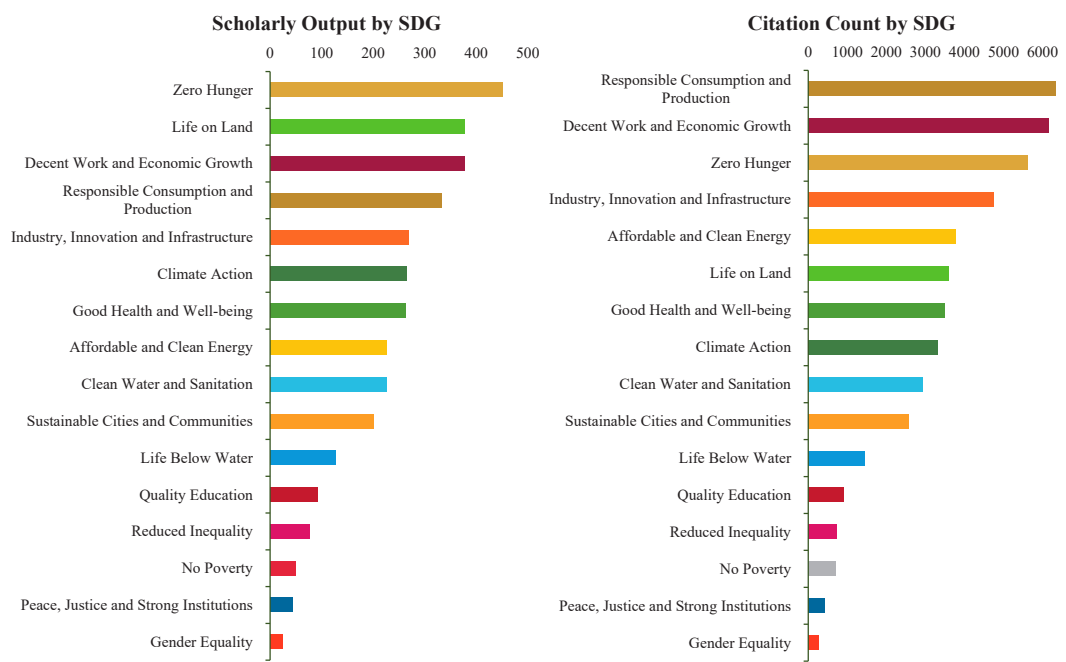 Scholarly Output by SDG
0 100 200 300 400 500
Zero Hunger
Life on Land
Decent Work and Economic Growth
Responsible Consumption and
Production
Industry, Innovation and Infrastructure
Climate Action
Good Health and Well-being
Affordable and Clean Energy
Clean Water and Sanitation
Sustainable Cities and Communities
Life Below Water
Quality Education
Reduced Inequality
No Poverty
Peace, Justice and Strong Institutions
Gender Equality
Citation Count by SDG
0 1000 2000 3000 4000 5000 6000
Responsible Consumption and
Production
Decent Work and Economic Growth
Zero Hunger
Industry, Innovation and Infrastructure
Affordable and Clean Energy
Life on Land
Good Health and Well-being
Climate Action
Clean Water and Sanitation
Sustainable Cities and Communities
Life Below Water
Quality Education
Reduced Inequality
No Poverty
Peace, Justice and Strong Institutions
Gender Equality